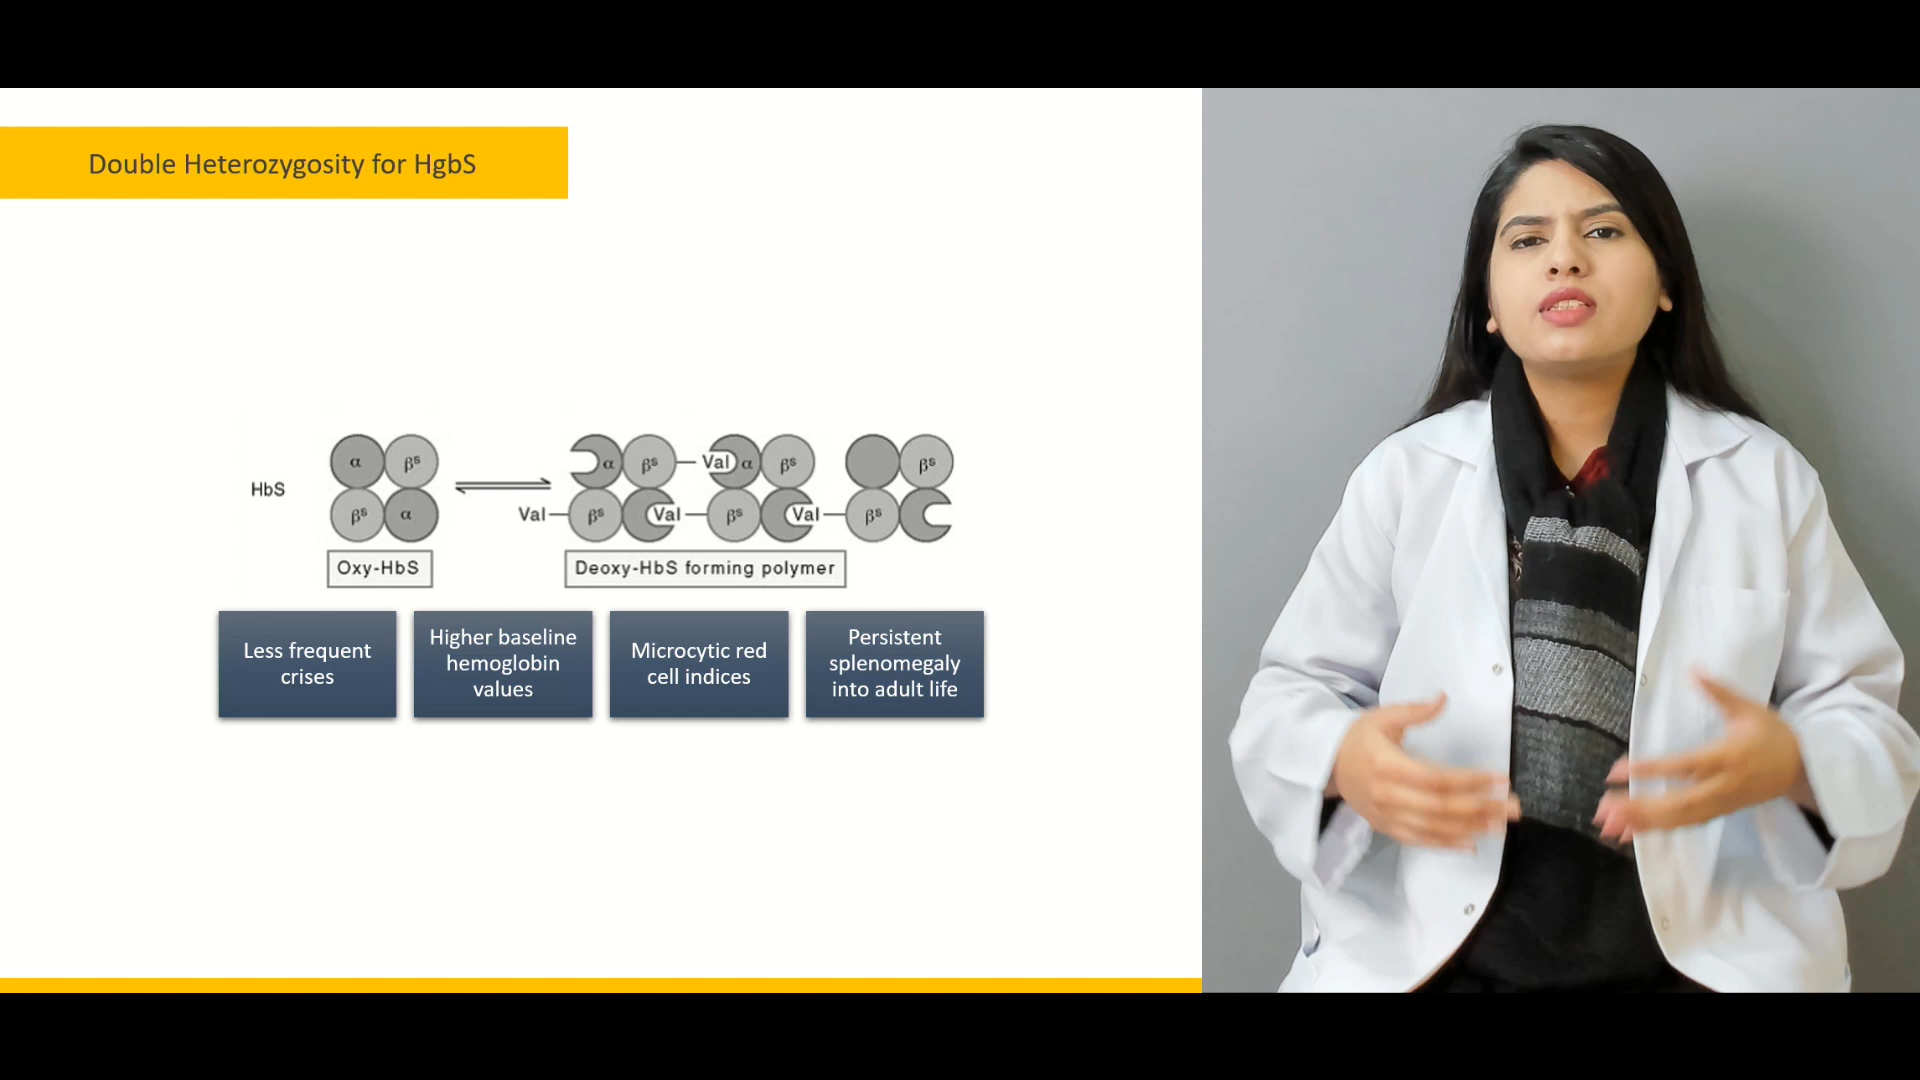 Double Heterozygosity for HgbS
α βˢ α βˢ Val α βˢ βˢ
HbS
βˢ α Val βˢ Val βˢ Val βˢ
Oxy-HbS
Deoxy-HbS forming polymer
Less frequent
crises
Higher baseline
hemoglobin
values
Microcytic red
cell indices
Persistent
splenomegaly
into adult life